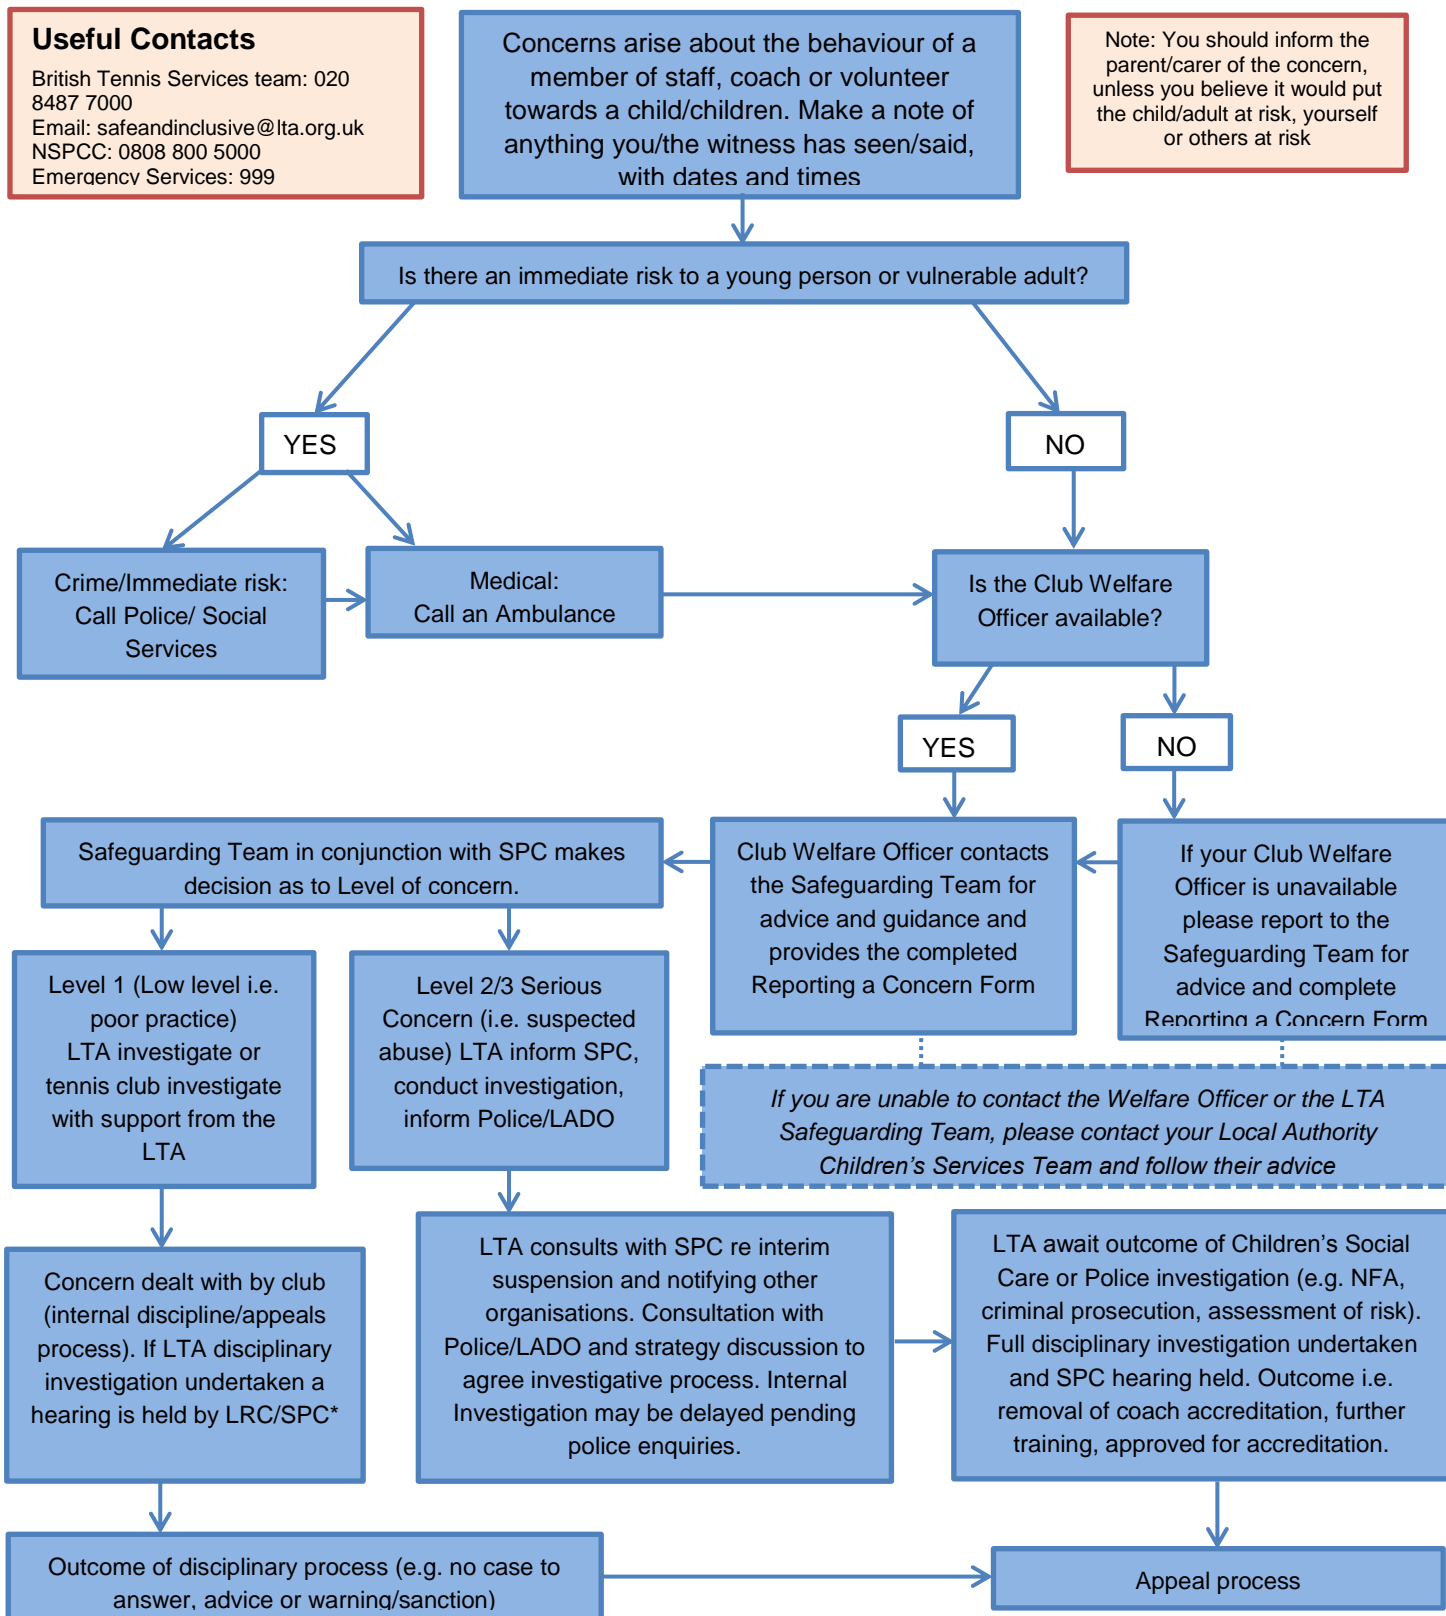 Useful Contacts
British Tennis Services team: 020
8487 7000
Email: safeandinclusive@lta.org.uk
NSPCC: 0808 800 5000
Emergency Services: 999
Concerns arise about the behaviour of a
member of staff, coach or volunteer
towards a child/children. Make a note of
anything you/the witness has seen/said,
with dates and times
Note: You should inform the
parent/carer of the concern,
unless you believe it would put
the child/adult at risk, yourself
or others at risk
Is there an immediate risk to a young person or vulnerable adult?
YES
NO
Crime/Immediate risk:
Call Police/ Social
Services
Medical:
Call an Ambulance
Is the Club Welfare
Officer available?
YES
NO
Safeguarding Team in conjunction with SPC makes
decision as to Level of concern.
Club Welfare Officer contacts
the Safeguarding Team for
advice and guidance and
provides the completed
Reporting a Concern Form
If your Club Welfare
Officer is unavailable
please report to the
Safeguarding Team for
advice and complete
Reporting a Concern Form
Level 1 (Low level i.e.
poor practice)
LTA investigate or
tennis club investigate
with support from the
LTA
Level 2/3 Serious
Concern (i.e. suspected
abuse) LTA inform SPC,
conduct investigation,
inform Police/LADO
If you are unable to contact the Welfare Officer or the LTA
Safeguarding Team, please contact your Local Authority
Children’s Services Team and follow their advice
Concern dealt with by club
(internal discipline/appeals
process). If LTA disciplinary
investigation undertaken a
hearing is held by LRC/SPC*
LTA consults with SPC re interim
suspension and notifying other
organisations. Consultation with
Police/LADO and strategy discussion to
agree investigative process. Internal
Investigation may be delayed pending
police enquiries.
LTA await outcome of Children’s Social
Care or Police investigation (e.g. NFA,
criminal prosecution, assessment of risk).
Full disciplinary investigation undertaken
and SPC hearing held. Outcome i.e.
removal of coach accreditation, further
training, approved for accreditation.
Outcome of disciplinary process (e.g. no case to
answer, advice or warning/sanction)
Appeal process